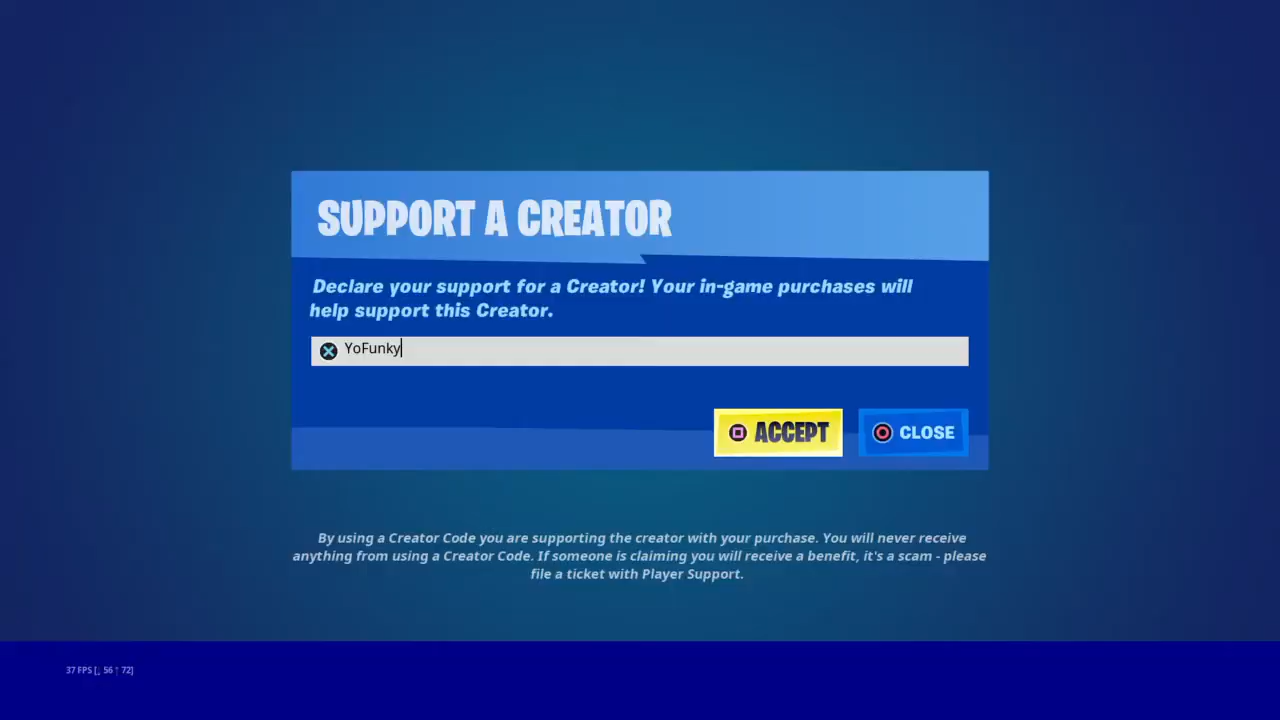 SUPPORT A CREATOR
Declare your support for a Creator! Your in-game purchases will
help support this Creator.
YoFunky
ACCEPT
CLOSE
By using a Creator Code you are supporting the creator with your purchase. You will never receive
anything from using a Creator Code. If someone is claiming you will receive a benefit, it's a scam - please
file a ticket with Player Support.
37 FPS [↓ 56 ↑ 72]